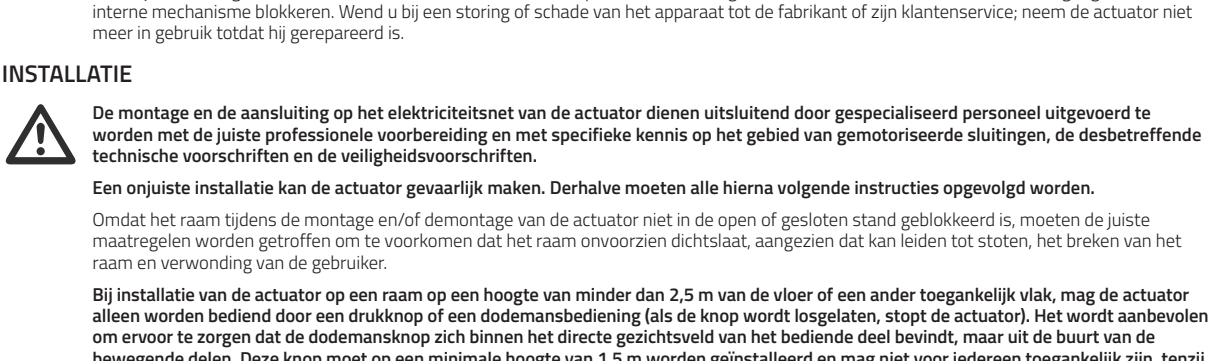 interne mechanisme blokkeren. Wend u bij een storing of schade van het apparaat tot de fabrikant of zijn klantenservice; neem de actuator niet
meer in gebruik totdat hij gerepareerd is.
INSTALLATIE
De montage en de aansluiting op het elektriciteitsnet van de actuator dienen uitsluitend door gespecialiseerd personeel uitgevoerd te
worden met de juiste professionele voorbereiding en met specifieke kennis op het gebied van gemotoriseerde sluitingen, de desbetreffende
technische voorschriften en de veiligheidsvoorschriften.
Een onjuiste installatie kan de actuator gevaarlijk maken. Derhalve moeten alle hierna volgende instructies opgevolgd worden.
Omdat het raam tijdens de montage en/of demontage van de actuator niet in de open of gesloten stand geblokkeerd is, moeten de juiste
maatregelen worden getroffen om te voorkomen dat het raam onvoorzien dichtslaat, aangezien dat kan leiden tot stoten, het breken van het
raam en verwonding van de gebruiker.
Bij installatie van de actuator op een raam op een hoogte van minder dan 2,5 m van de vloer of een ander toegankelijk vlak, mag de actuator
alleen worden bediend door een drukknop of een dodemansbediening (als de knop wordt losgelaten, stopt de actuator). Het wordt aanbevolen
om ervoor te zorgen dat de dodemansknop zich binnen het directe gezichtsveld van het bediende deel bevindt, maar uit de buurt van de
bewegende delen. Deze knop moet op een minimale hoogte van 1,5 m worden geïnstalleerd en mag niet voor iedereen toegankelijk zijn, tenzij